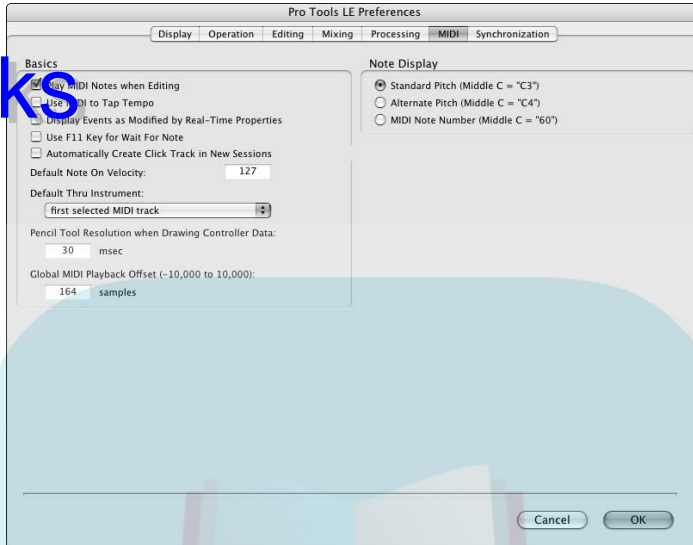 Pro Tools LE Preferences
Display Operation Editing Mixing Processing MIDI Synchronization
Basics
ks
Play MIDI Notes when Editing
Use MIDI to Tap Tempo
Display Events as Modified by Real-Time Properties
Use F11 Key for Wait For Note
Automatically Create Click Track in New Sessions
Default Note On Velocity: 127
Default Thru Instrument:
first selected MIDI track
Pencil Tool Resolution when Drawing Controller Data:
30 msec
Global MIDI Playback Offset (-10,000 to 10,000):
164 samples
Note Display
Standard Pitch (Middle C = "C3")
Alternate Pitch (Middle C = "C4")
MIDI Note Number (Middle C = "60")
Cancel OK